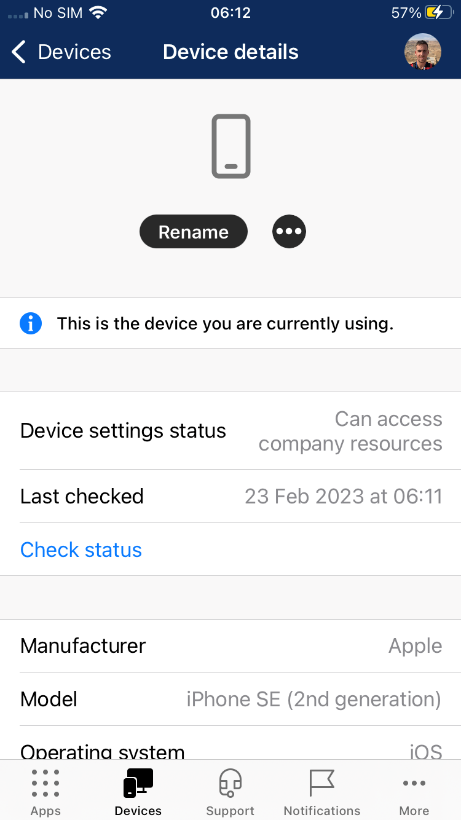 No SIM 06:12 57%
Devices Device details
Rename
This is the device you are currently using.
Device settings status Can access
company resources
Last checked 23 Feb 2023 at 06:11
Check status
Manufacturer Apple
Model iPhone SE (2nd generation)
Operating system iOS
Apps Devices Support Notifications More